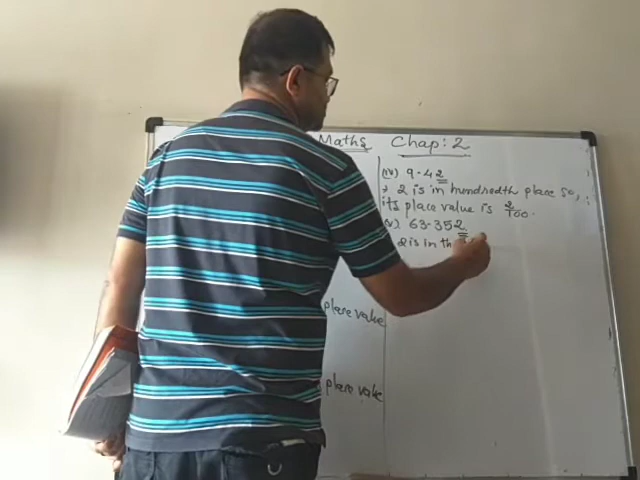 Maths Chap: 2
(iv) 9.42
→ 2 is in hundredth place so,
its place value is 2/100.
(v) 63.352
2 is in th
place value
place value